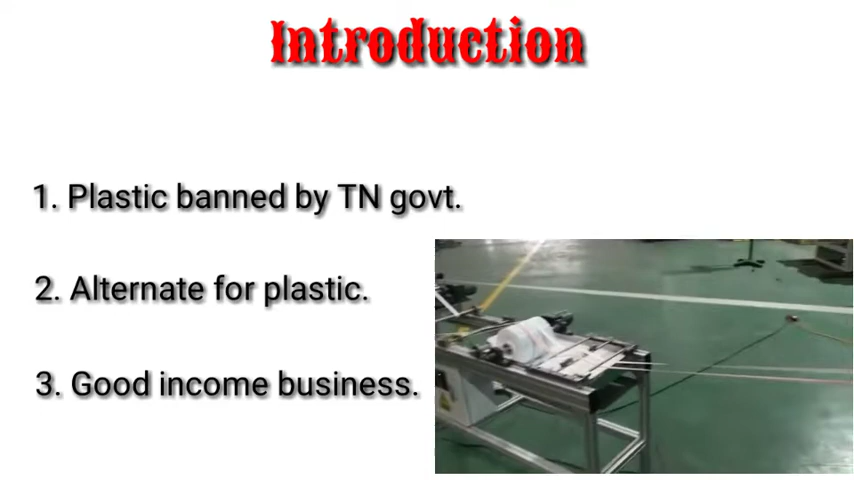 Introduction
1. Plastic banned by TN govt.
2. Alternate for plastic.
3. Good income business.